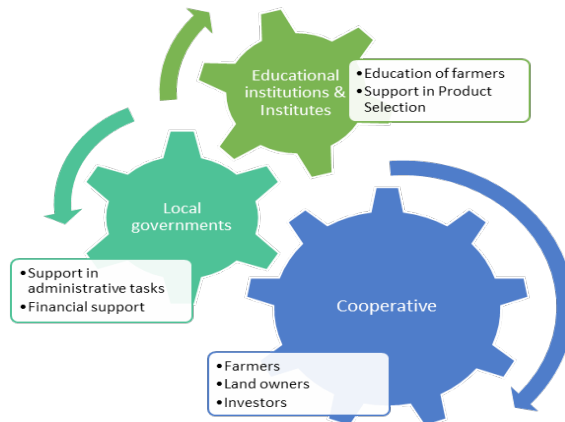 Educational
institutions &
Institutes
• Education of farmers
• Support in Product
Selection
Local
governments
• Support in
administrative tasks
• Financial support
Cooperative
• Farmers
• Land owners
• Investors